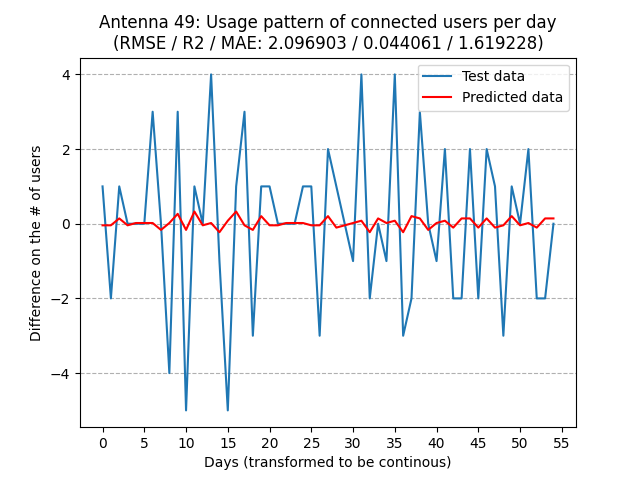 Antenna 49: Usage pattern of connected users per day
(RMSE / R2 / MAE: 2.096903 / 0.044061 / 1.619228)
Test data
Predicted data
Difference on the # of users
4
2
0
−2
−4
0 5 10 15 20 25 30 35 40 45 50 55
Days (transformed to be continous)